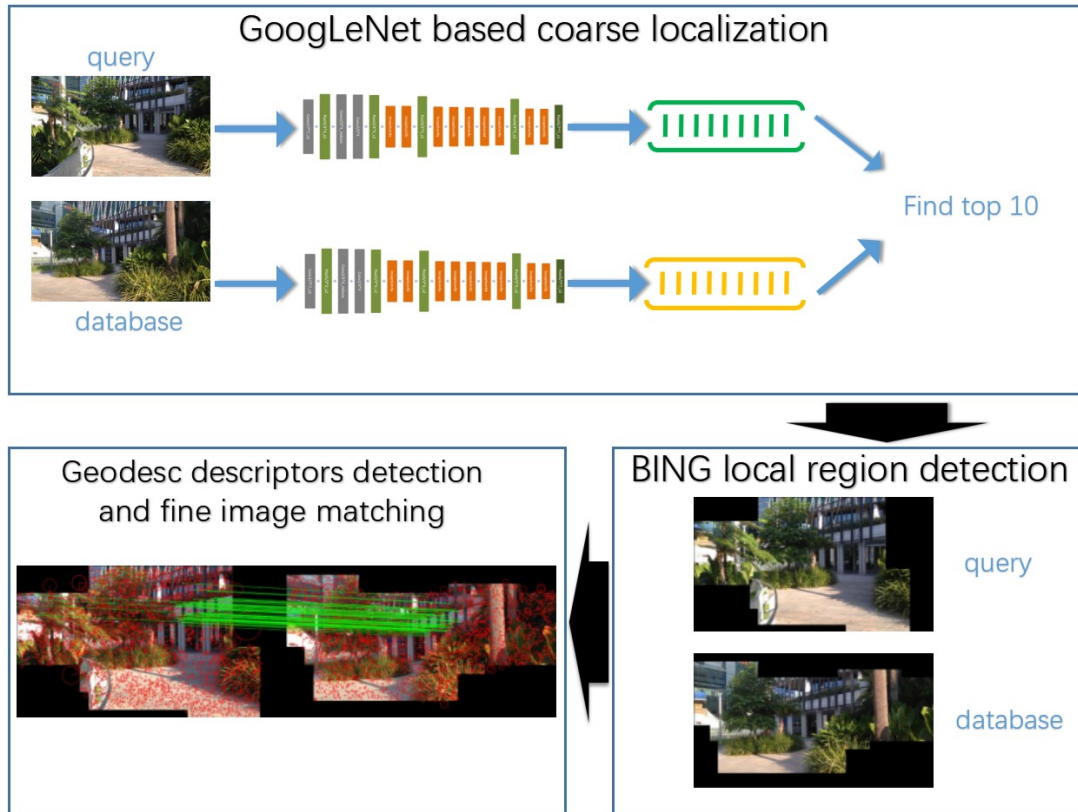 GoogLeNet based coarse localization
query
database
Find top 10
BING local region detection
query
database
Geodesc descriptors detection
and fine image matching